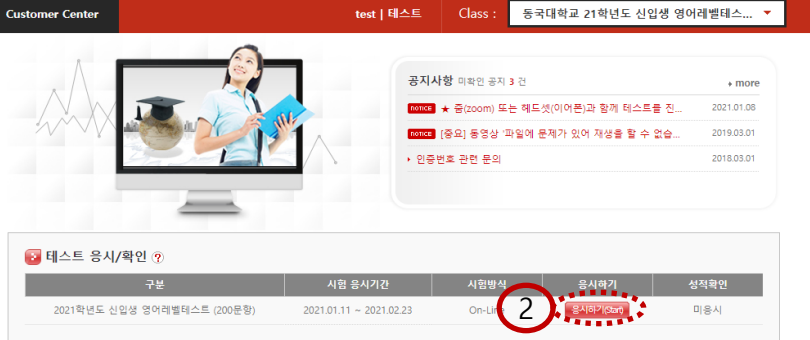 Customer Center
test | 테스트
Class :
동국대학교 21학년도 신입생 영어레벨테스...
공지사항 미확인 공지 3 건
more
NOTICE ★ 줌(zoom) 또는 헤드셋(이어폰)과 함께 테스트를 진... 2021.01.08
NOTICE [중요] 동영상 '파일에 문제가 있어 재생을 할 수 없습... 2019.03.01
인증번호 관련 문의 2018.03.01
테스트 응시/확인 ?
구분 시험 응시기간 시험방식 응시하기 성적확인
2021학년도 신입생 영어레벨테스트 (200문항) 2021.01.11 ~ 2021.02.23 On-Line 2 응시하기(Start) 미응시